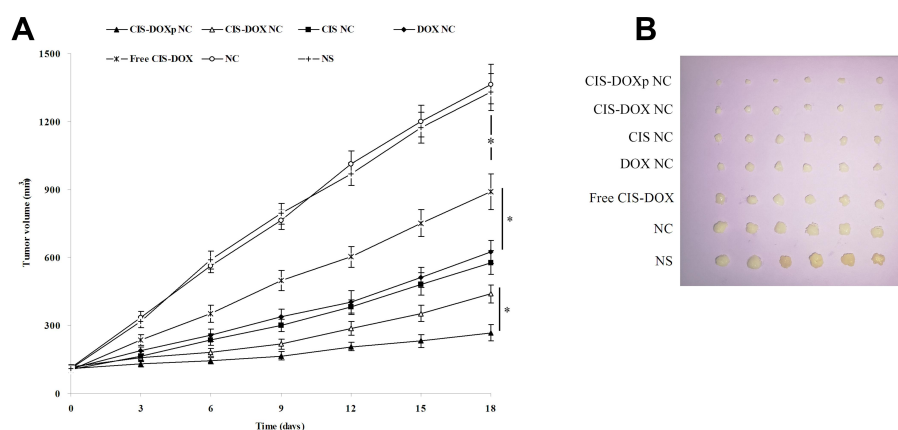 A
CIS-DOXp NC CIS-DOX NC CIS NC DOX NC
Free CIS-DOX NC NS
Tumor volume (mm³)
1500
1200
900
600
300
0
*
*
*
0 3 6 9 12 15 18
Time (days)
B
CIS-DOXp NC
CIS-DOX NC
CIS NC
DOX NC
Free CIS-DOX
NC
NS